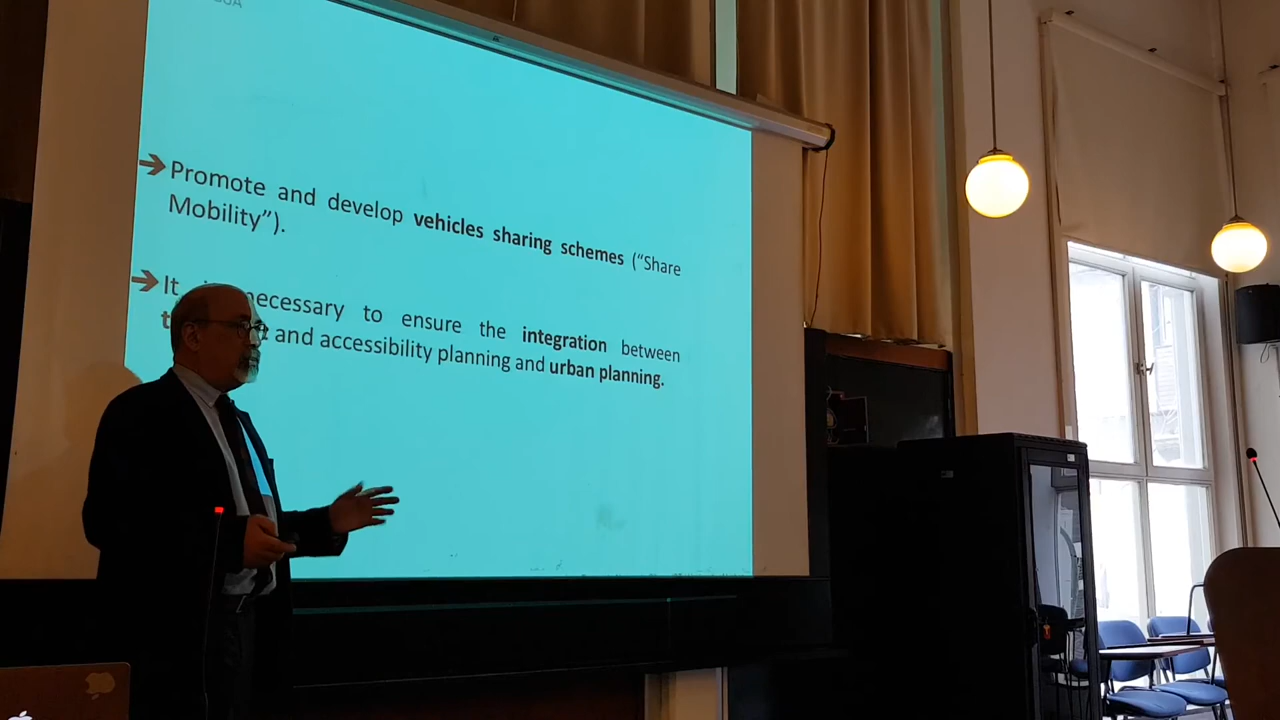 Promote and develop vehicles sharing schemes (“Share
Mobility”).
It necessary to ensure the integration between
and accessibility planning and urban planning.